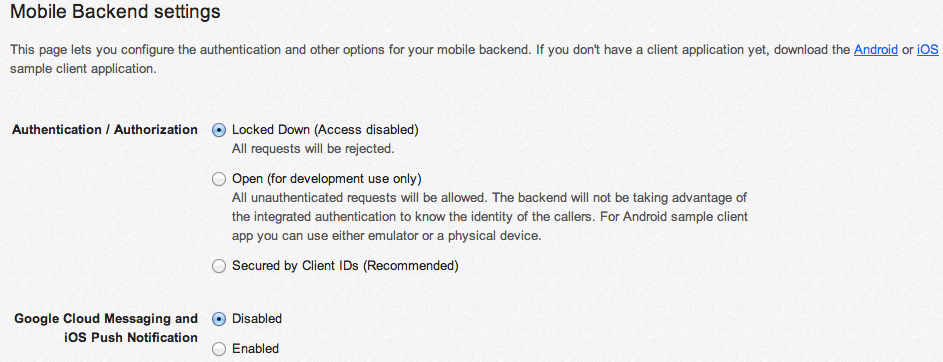 Mobile Backend settings
This page lets you configure the authentication and other options for your mobile backend. If you don't have a client application yet, download the Android or iOS
sample client application.
Authentication / Authorization
Locked Down (Access disabled)
All requests will be rejected.
Open (for development use only)
All unauthenticated requests will be allowed. The backend will not be taking advantage of
the integrated authentication to know the identity of the callers. For Android sample client
app you can use either emulator or a physical device.
Secured by Client IDs (Recommended)
Google Cloud Messaging and
iOS Push Notification
Disabled
Enabled